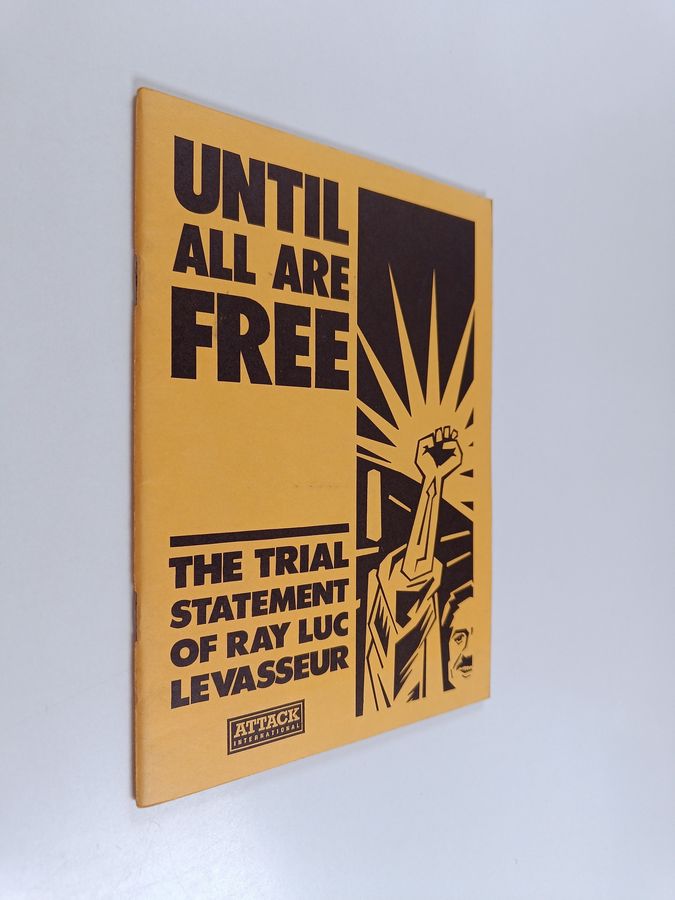 UNTIL
ALL ARE
FREE
THE TRIAL
STATEMENT
OF RAY LUC
LEVASSEUR
ATTACK
INTERNATIONAL